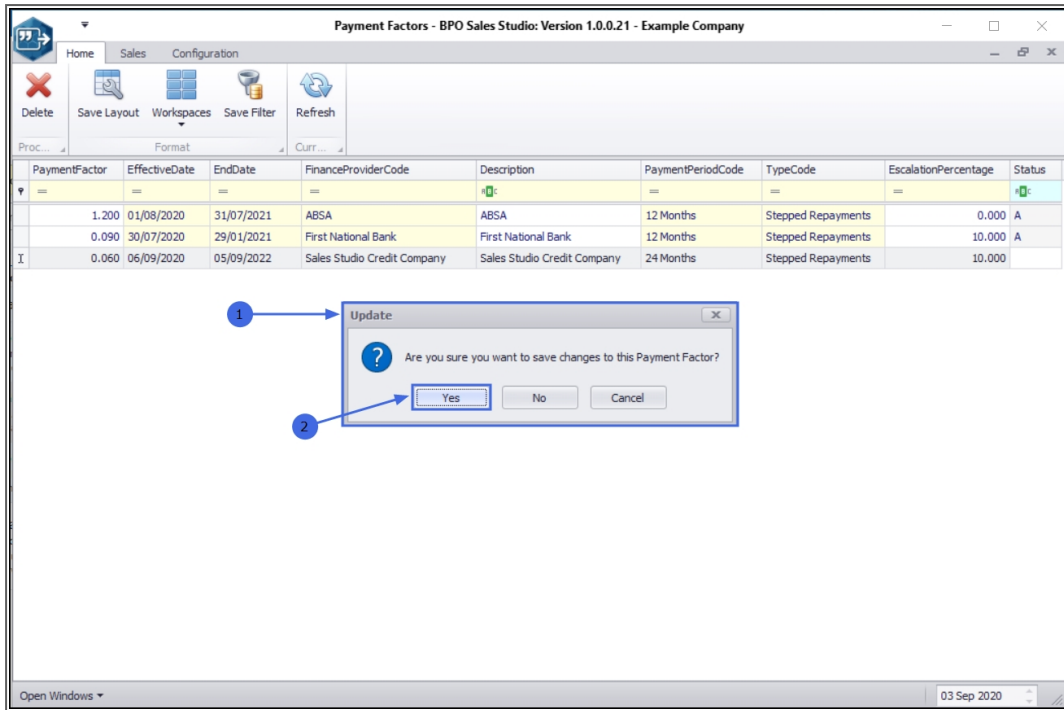 Payment Factors - BPO Sales Studio: Version 1.0.0.21 - Example Company
Home Sales Configuration
Delete Save Layout Workspaces Save Filter Refresh
Proc... Format Curr...
PaymentFactor EffectiveDate EndDate FinanceProviderCode Description PaymentPeriodCode TypeCode EscalationPercentage Status
= = = = ABC = = = ABC
1.200 01/08/2020 31/07/2021 ABSA ABSA 12 Months Stepped Repayments 0.000 A
0.090 30/07/2020 29/01/2021 First National Bank First National Bank 12 Months Stepped Repayments 10.000 A
0.060 06/09/2020 05/09/2022 Sales Studio Credit Company Sales Studio Credit Company 24 Months Stepped Repayments 10.000
1 Update
Are you sure you want to save changes to this Payment Factor?
Yes No Cancel
2
Open Windows 03 Sep 2020